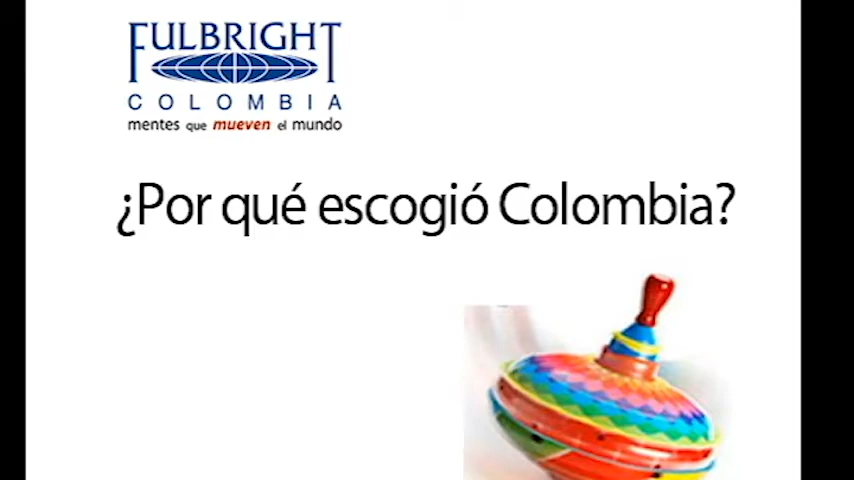 FULBRIGHT
COLOMBIA
mentes que mueven el mundo
¿Por qué escogió Colombia?